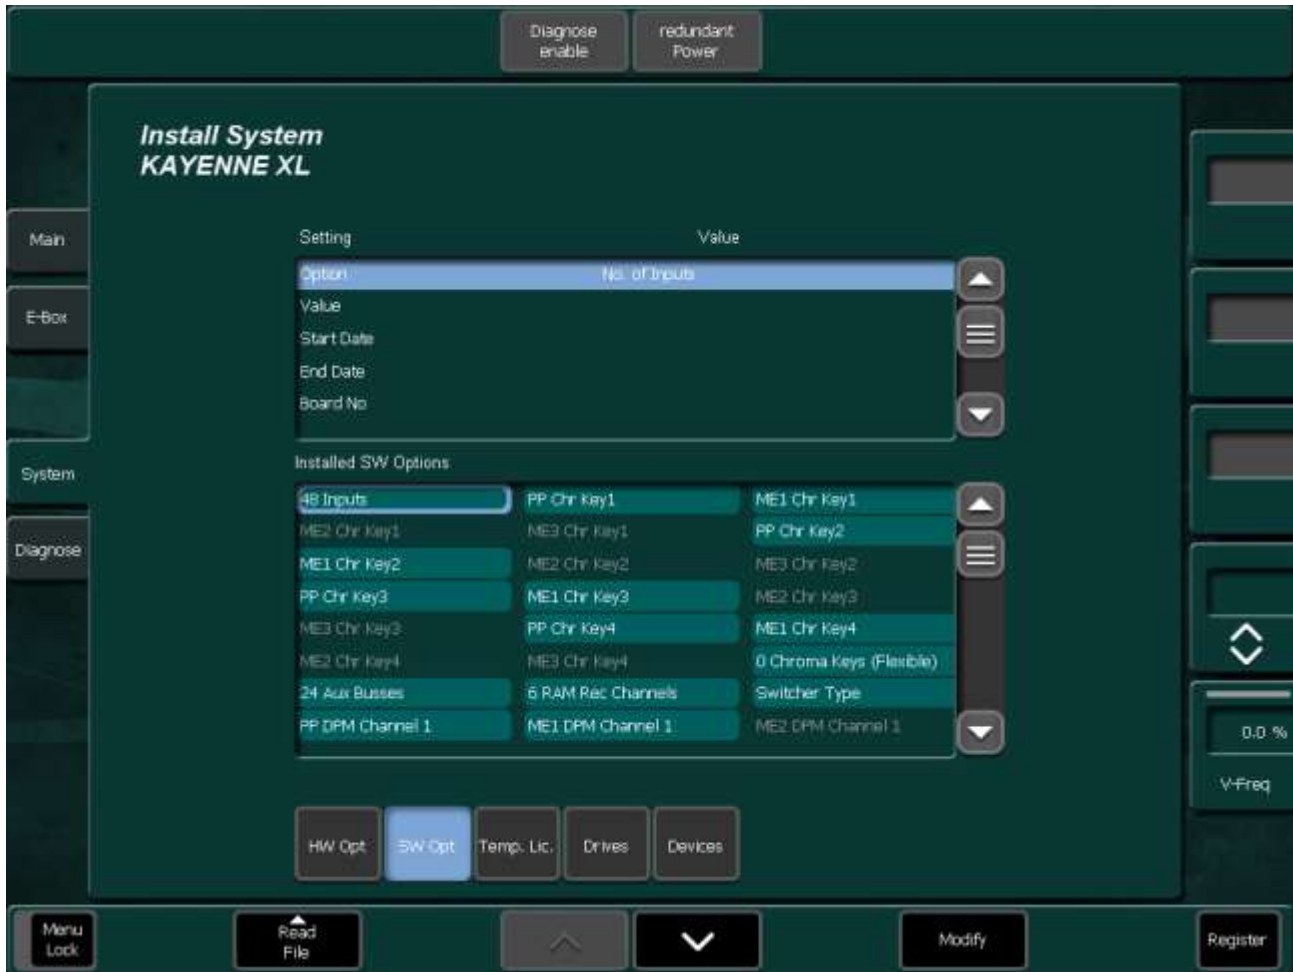 Diagnose
enable
redundant
Power
Install System
KAYENNE XL
Main
E-Box
System
Diagnose
Setting Value
Option No. of Inputs
Value
Start Date
End Date
Board No
Installed SW Options
48 Inputs PP Chr Key1 ME1 Chr Key1
ME2 Chr Key1 ME3 Chr Key1 PP Chr Key2
ME1 Chr Key2 ME2 Chr Key2 ME3 Chr Key2
PP Chr Key3 ME1 Chr Key3 ME2 Chr Key3
ME3 Chr Key3 PP Chr Key4 ME1 Chr Key4
ME2 Chr Key4 ME3 Chr Key4 0 Chroma Keys (Flexible)
24 Aux Busses 6 RAM Rec Channels Switcher Type
PP DPM Channel 1 ME1 DPM Channel 1 ME2 DPM Channel 1
0.0 %
V-Freq
HW Opt SW Opt Temp. Lic. Drives Devices
Menu
Lock
Read
File
Modify
Register